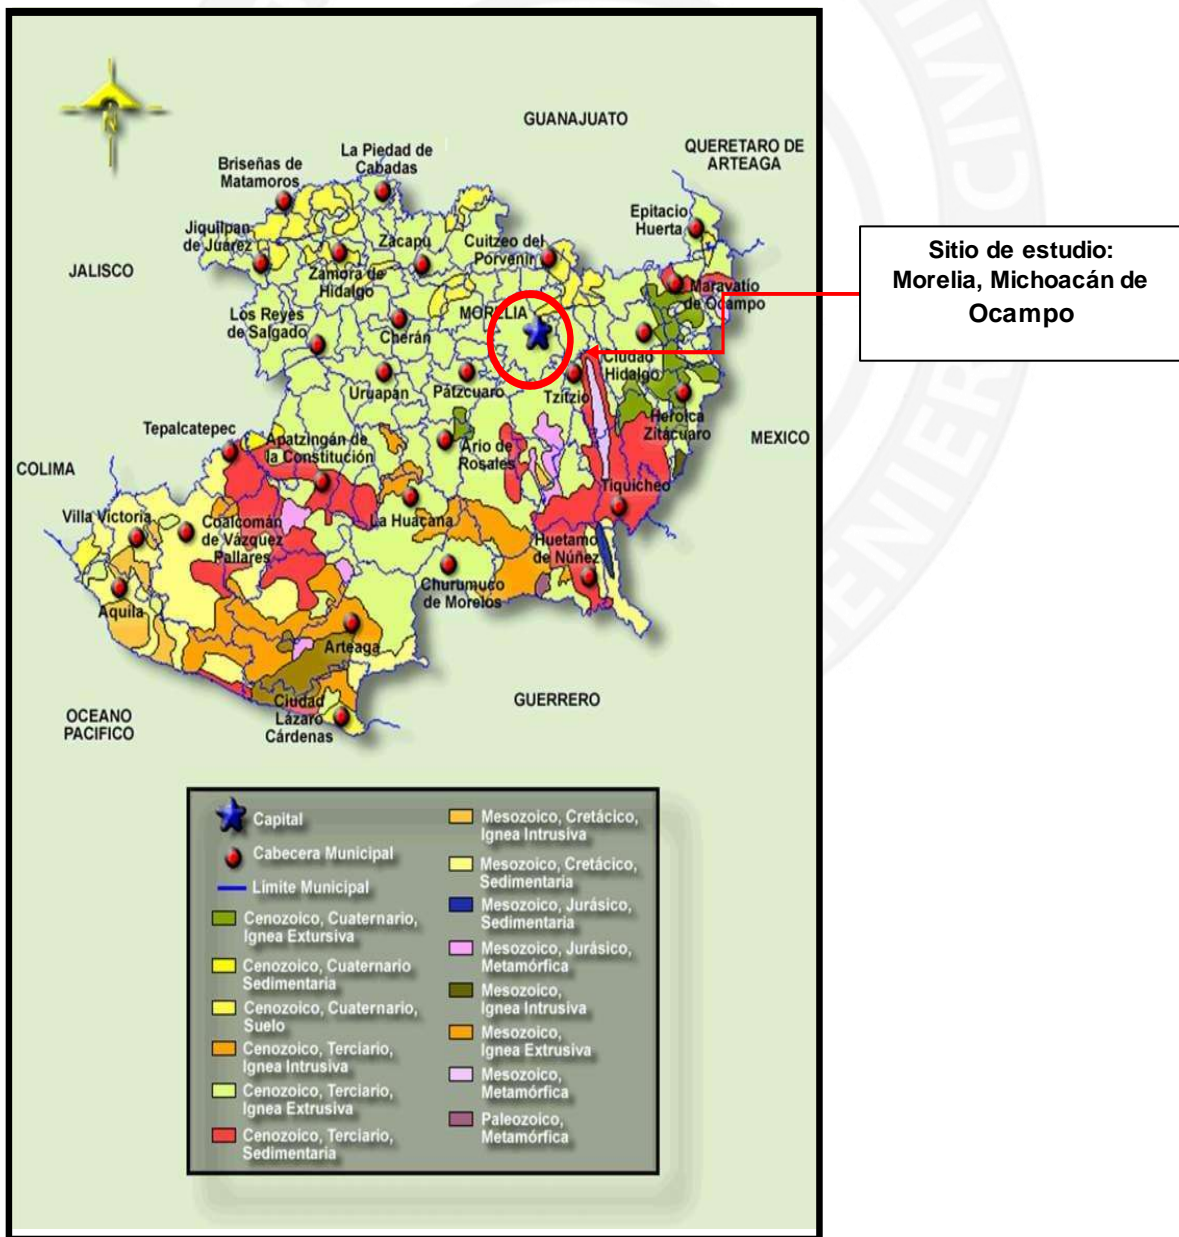 GUANAJUATO
QUERETARO DE
ARTEAGA
La Piedad de
Cabadas
Briseñas de
Matamoros
Epitacio
Huerta
Jiquilpan
de Juárez
Zacapu
Cuitzeo del
Porvenir
JALISCO
Zamora de
Hidalgo
Maravatío
de Ocampo
Los Reyes
de Salgado
Cherán
MORELIA
Ciudad
Hidalgo
Uruapan
Pátzcuaro
Tzitzio
Heroica
Zitácuaro
MEXICO
Tepalcatepec
Apatzingán de
la Constitución
Ario de
Rosales
COLIMA
Tiquicheo
Villa Victoria
Coalcomán
de Vázquez
Pallares
La Huacana
Huetamo
de Núñez
Aquila
Churumuco
de Morelos
Arteaga
OCEANO
PACIFICO
Ciudad
Lázaro
Cárdenas
GUERRERO
N
Sitio de estudio:
Morelia, Michoacán de
Ocampo
Capital
Cabecera Municipal
Límite Municipal
Cenozoico, Cuaternario,
Ignea Extursiva
Cenozoico, Cuaternario
Sedimentaria
Cenozoico, Cuaternario,
Suelo
Cenozoico, Terciario,
Ignea Intrusiva
Cenozoico, Terciario,
Ignea Extrusiva
Cenozoico, Terciario,
Sedimentaria
Mesozoico, Cretácico,
Ignea Intrusiva
Mesozoico, Cretácico,
Sedimentaria
Mesozoico, Jurásico,
Sedimentaria
Mesozoico, Jurásico,
Metamórfica
Mesozoico,
Ignea Intrusiva
Mesozoico,
Ignea Extrusiva
Mesozoico,
Metamórfica
Paleozoico,
Metamórfica